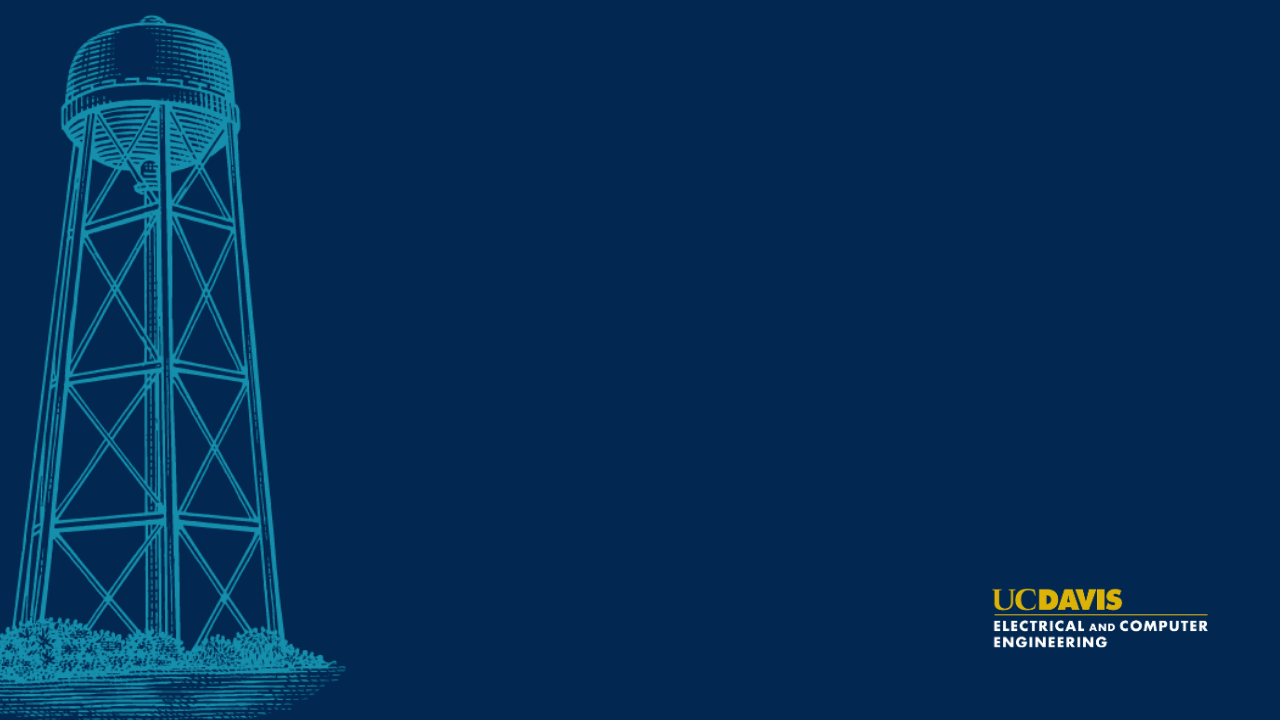 UCDAVIS
ELECTRICAL AND COMPUTER
ENGINEERING